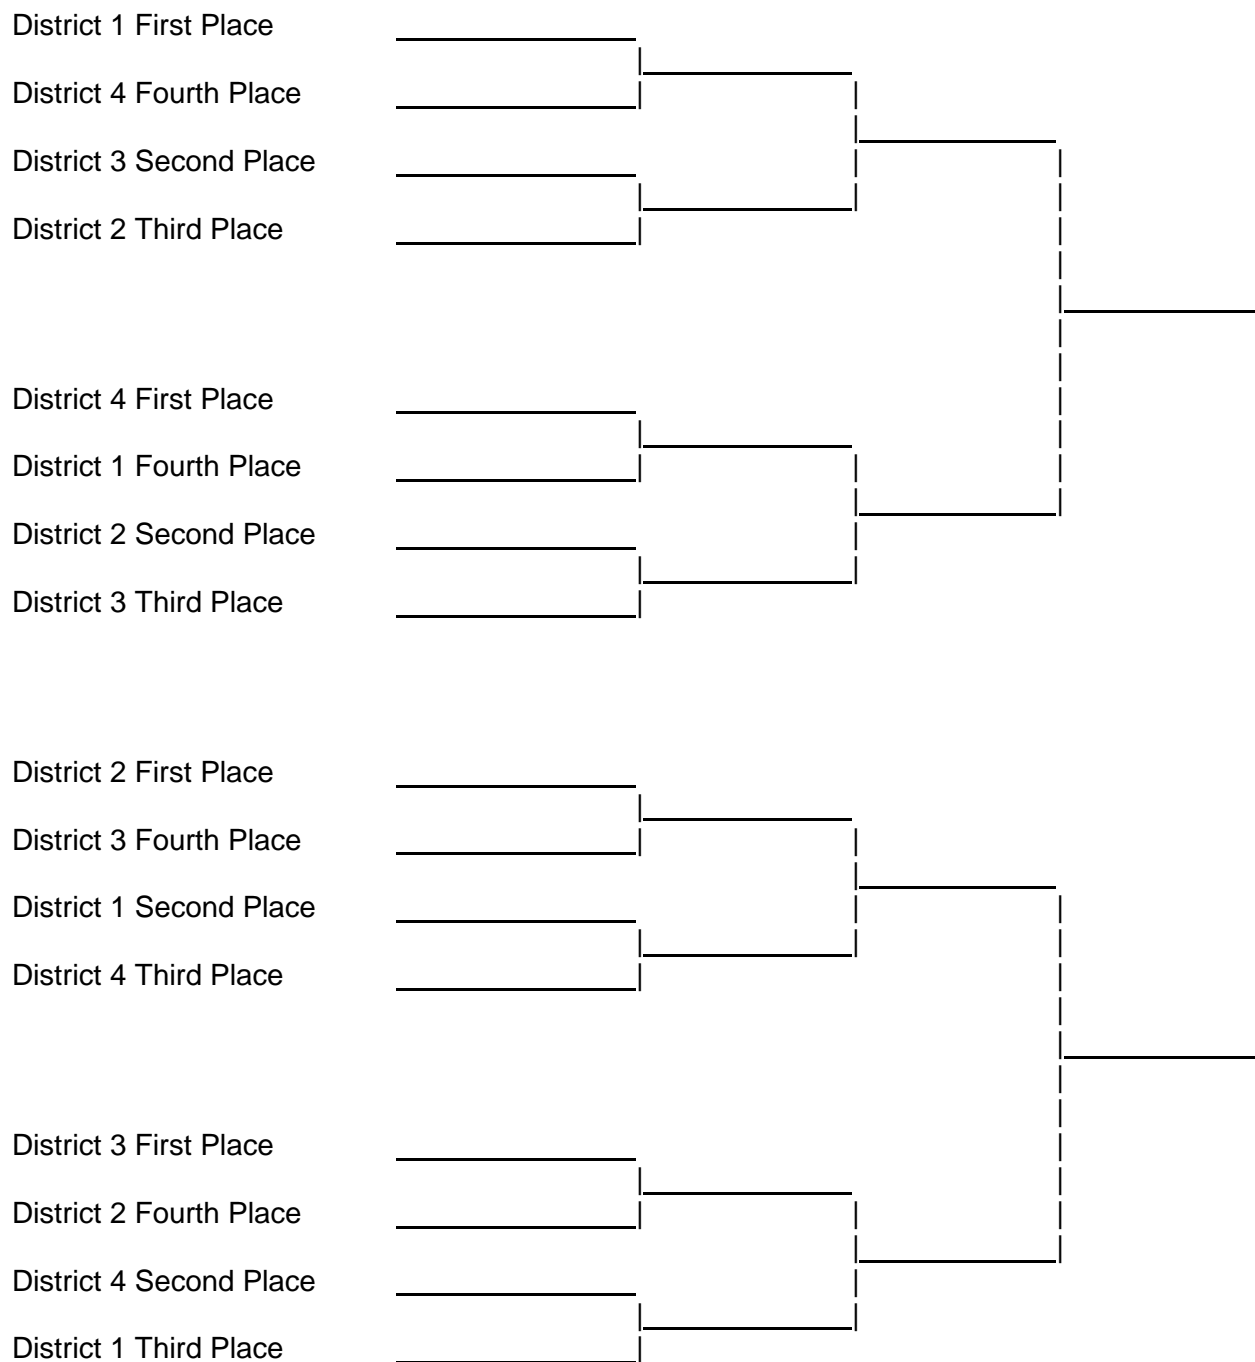 District 1 First Place
District 4 Fourth Place
District 3 Second Place
District 2 Third Place
District 4 First Place
District 1 Fourth Place
District 2 Second Place
District 3 Third Place
District 2 First Place
District 3 Fourth Place
District 1 Second Place
District 4 Third Place
District 3 First Place
District 2 Fourth Place
District 4 Second Place
District 1 Third Place